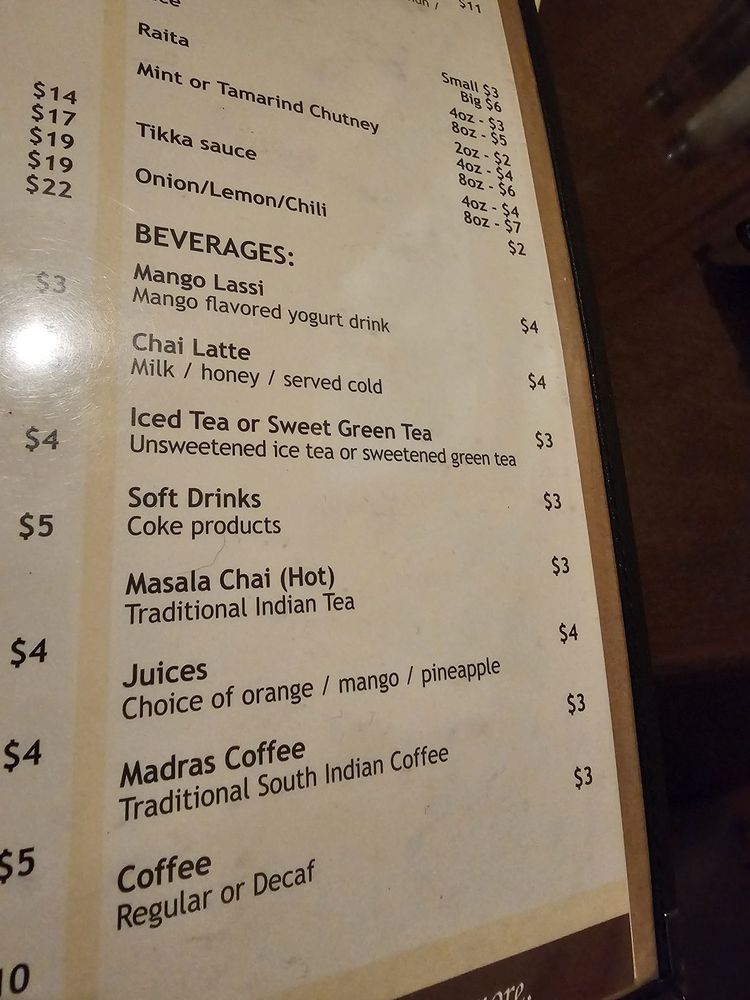 $14
$17
$19
$19
$22
$3
$4
$5
$4
$4
$5
$11
Raita
Small $3
Big $6
Mint or Tamarind Chutney
4oz - $3
8oz - $5
Tikka sauce
2oz - $2
4oz - $4
8oz - $6
Onion/Lemon/Chili
4oz - $4
8oz - $7
$2
BEVERAGES:
Mango Lassi
Mango flavored yogurt drink
$4
Chai Latte
Milk / honey / served cold
$4
Iced Tea or Sweet Green Tea
Unsweetened ice tea or sweetened green tea
$3
Soft Drinks
Coke products
$3
Masala Chai (Hot)
Traditional Indian Tea
$3
Juices
Choice of orange / mango / pineapple
$4
Madras Coffee
Traditional South Indian Coffee
$3
Coffee
Regular or Decaf
$3